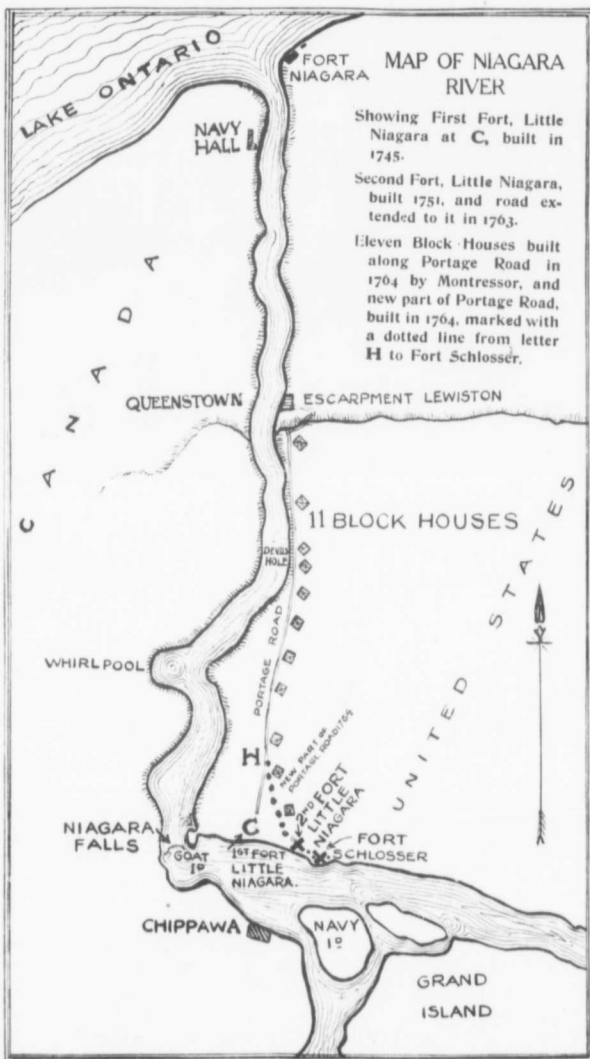 LAKE ONTARIO
FORT
NIAGARA
MAP OF NIAGARA
RIVER
Showing First Fort, Little
Niagara at C, built in
1745.
Second Fort, Little Niagara,
built 1751, and road ex-
tended to it in 1763.
Eleven Block Houses built
along Portage Road in
1764 by Montressor, and
new part of Portage Road,
built in 1764, marked with
a dotted line from letter
H to Fort Schlosser.
NAVY
HALL
CANADA
QUEENSTOWN
ESCARPMENT LEWISTON
11 BLOCK HOUSES
UNITED STATES
DEVILS
HOLE
PORTAGE ROAD
WHIRLPOOL
H
NEW PART OF
PORTAGE ROAD 1764
2ND FORT
LITTLE
NIAGARA
C
NIAGARA
FALLS
GOAT
ID
1ST FORT
LITTLE
NIAGARA.
FORT
SCHLOSSER
CHIPPAWA
NAVY
ID
GRAND
ISLAND